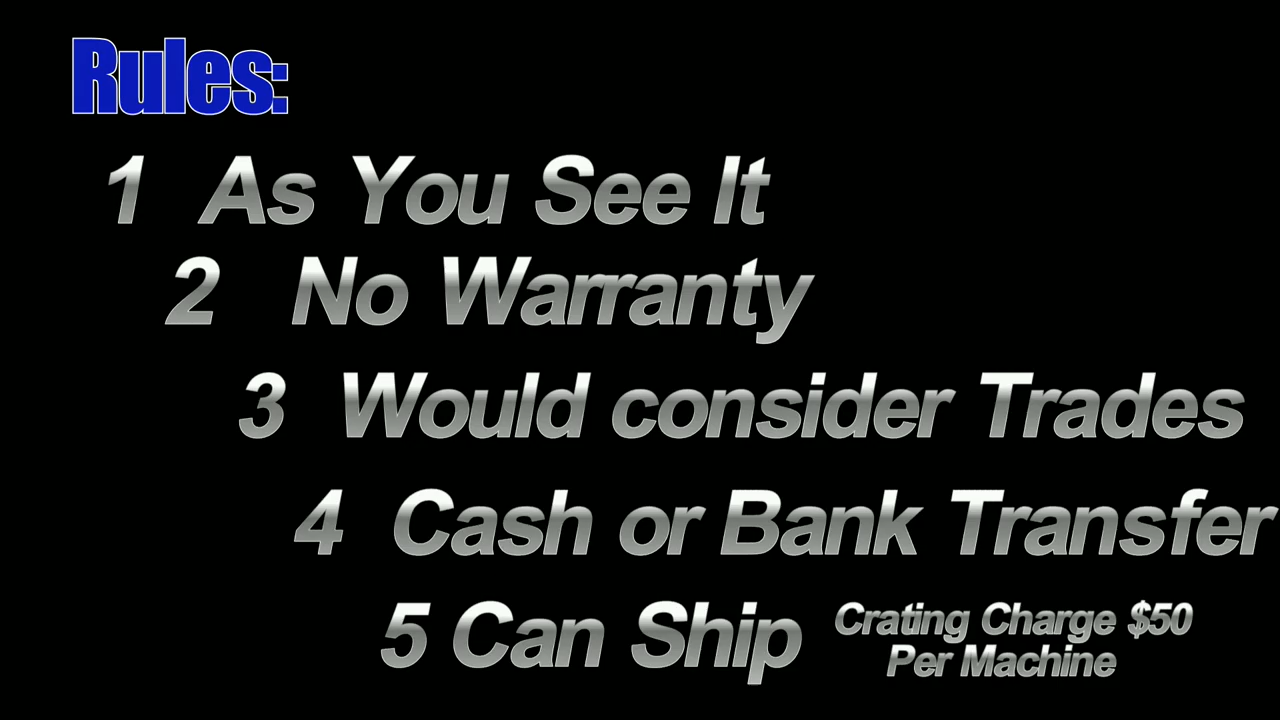 Rules:
1 As You See It
2 No Warranty
3 Would consider Trades
4 Cash or Bank Transfer
5 Can Ship
Crating Charge $50
Per Machine